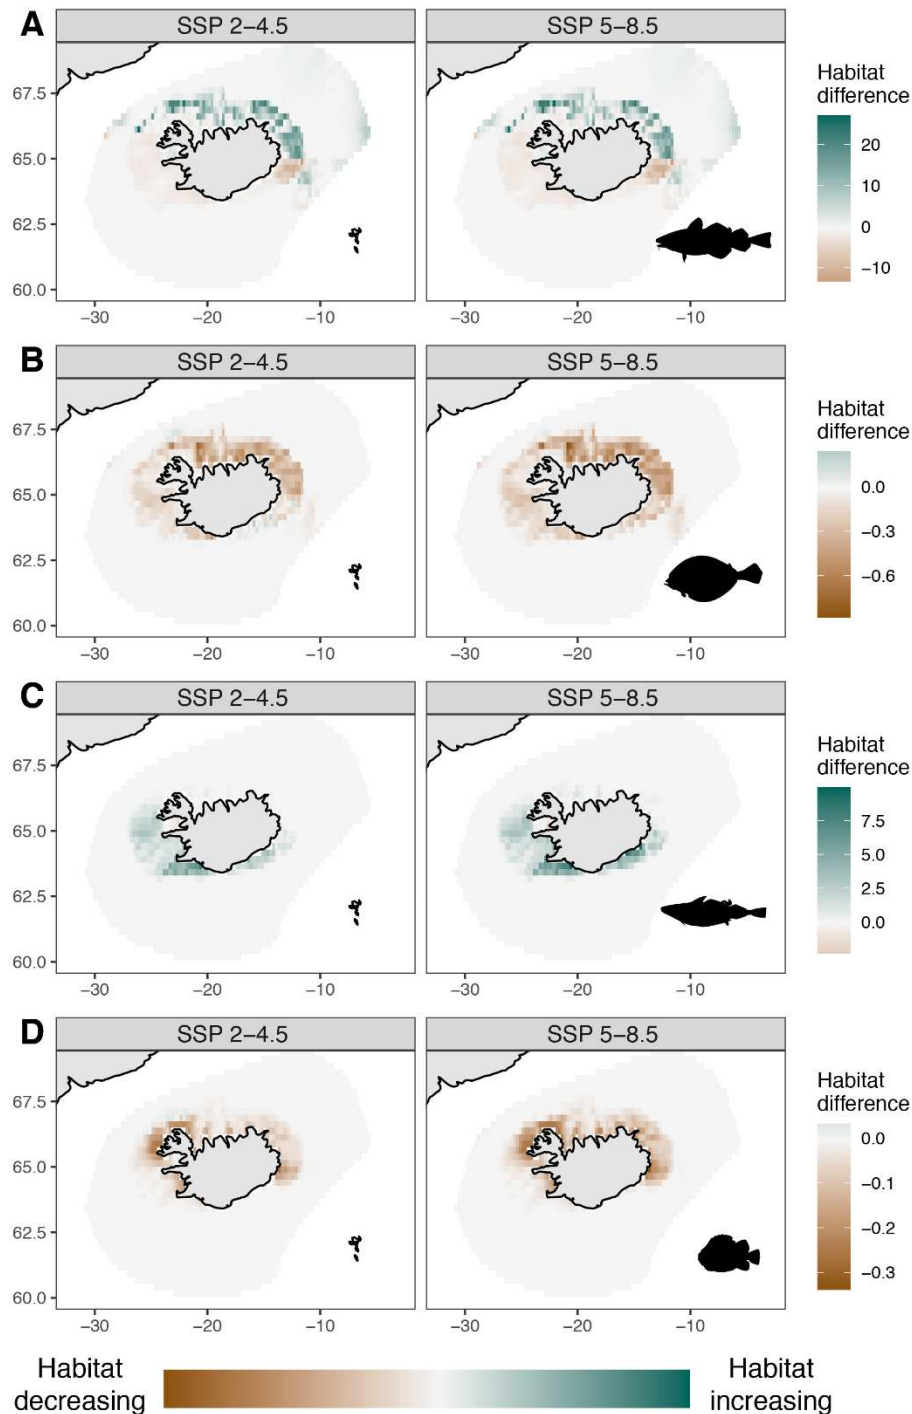 A
SSP 2−4.5
SSP 5−8.5
67.5
65.0
62.5
60.0
−30
−20
−10
−30
−20
−10
Habitat
difference
20
10
0
−10
B
SSP 2−4.5
SSP 5−8.5
67.5
65.0
62.5
60.0
−30
−20
−10
−30
−20
−10
Habitat
difference
0.0
−0.3
−0.6
C
SSP 2−4.5
SSP 5−8.5
67.5
65.0
62.5
60.0
−30
−20
−10
−30
−20
−10
Habitat
difference
7.5
5.0
2.5
0.0
D
SSP 2−4.5
SSP 5−8.5
67.5
65.0
62.5
60.0
−30
−20
−10
−30
−20
−10
Habitat
difference
0.0
−0.1
−0.2
−0.3
Habitat
decreasing
Habitat
increasing